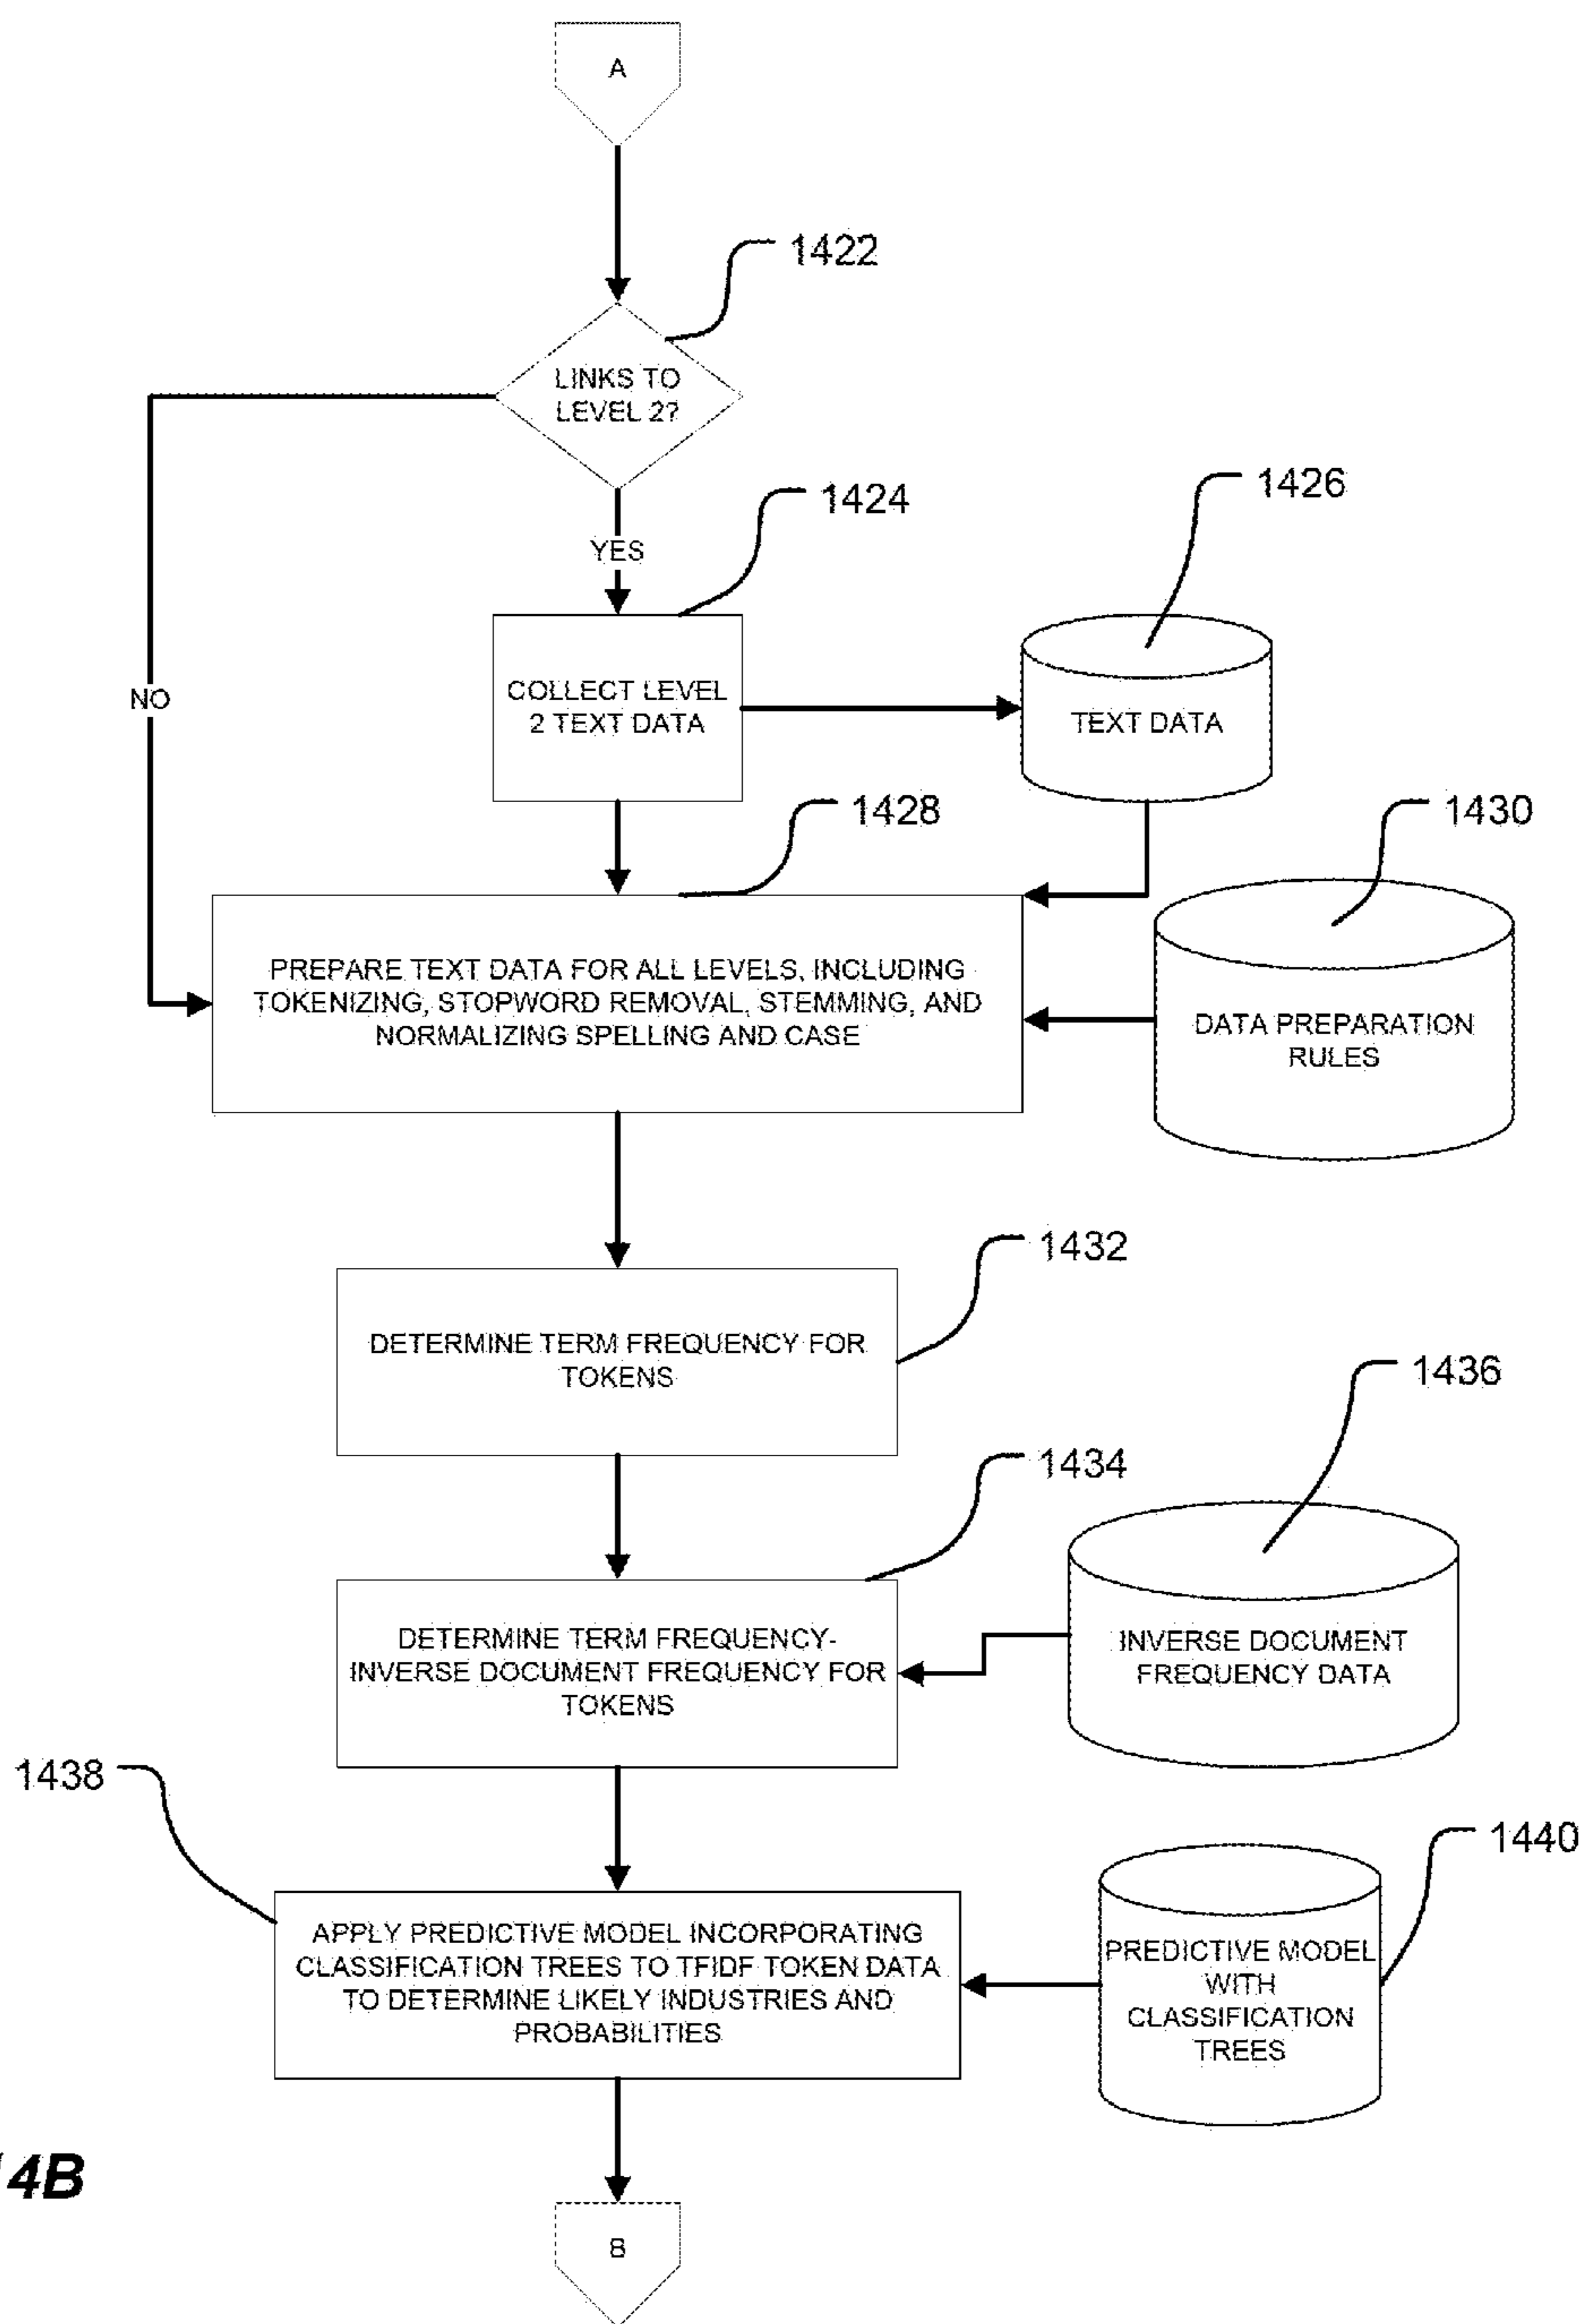 A
1422
LINKS TO
LEVEL 2?
1424
1426
YES
NO
COLLECT LEVEL
2 TEXT DATA
TEXT DATA
1428
1430
PREPARE TEXT DATA FOR ALL LEVELS, INCLUDING
TOKENIZING, STOPWORD REMOVAL, STEMMING, AND
NORMALIZING SPELLING AND CASE
DATA PREPARATION
RULES
1432
DETERMINE TERM FREQUENCY FOR
TOKENS
1436
1434
DETERMINE TERM FREQUENCY-
INVERSE DOCUMENT FREQUENCY FOR
TOKENS
INVERSE DOCUMENT
FREQUENCY DATA
1438
1440
APPLY PREDICTIVE MODEL INCORPORATING
CLASSIFICATION TREES TO TFIDF TOKEN DATA
TO DETERMINE LIKELY INDUSTRIES AND
PROBABILITIES
PREDICTIVE MODEL
WITH
CLASSIFICATION
TREES
4B
B